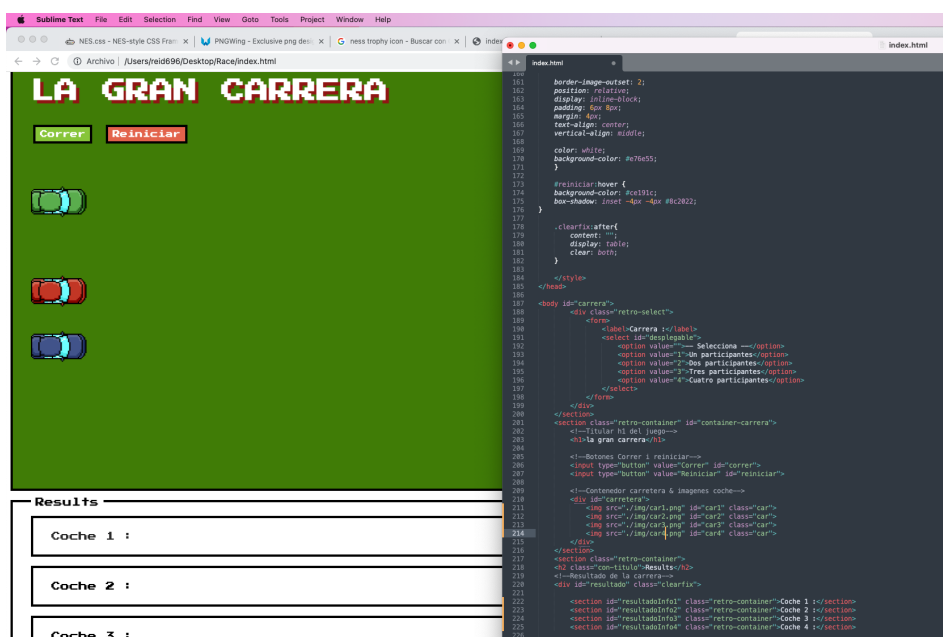 Sublime Text File Edit Selection Find View Goto Tools Project Window Help
NES.css - NES-style CSS Fram
PNGWing - Exclusive png desi
ness trophy icon - Buscar con
index
Archivo /Users/reid696/Desktop/Race/index.html
LA GRAN CARRERA
Correr Reiniciar
Results
Coche 1 :
Coche 2 :
Coche 3 :
index.html
index.html
160
161 border-image-outset: 2;
162 position: relative;
163 display: inline-block;
164 padding: 6px 8px;
165 margin: 4px;
166 text-align: center;
167 vertical-align: middle;
168
169 color: white;
170 background-color: #e76e55;
171 }
172
173 #reiniciar:hover {
174 background-color: #ce191c;
175 box-shadow: inset -4px -4px #8c2022;
176 }
177
178 .clearfix:after{
179 content: "";
180 display: table;
181 clear: both;
182 }
183
184 </style>
185 </head>
186
187 <body id="carrera">
188 <div class="retro-select">
189 <form>
190 <label>Carrera :</label>
191 <select id="desplegable">
192 <option value="">-- Selecciona --</option>
193 <option value="1">Un participantes</option>
194 <option value="2">Dos participantes</option>
195 <option value="3">Tres participantes</option>
196 <option value="4">Cuatro participantes</option>
197 </select>
198 </form>
199 </div>
200 </section>
201 <section class="retro-container" id="container-carrera">
202 <!--Titular h1 del juego-->
203 <h1>la gran carrera</h1>
204
205 <!--Botones Correr i reiniciar-->
206 <input type="button" value="Correr" id="correr">
207 <input type="button" value="Reiniciar" id="reiniciar">
208
209 <!--Contenedor carretera & imagenes coche-->
210 <div id="carretera">
211 <img src="./img/car1.png" id="car1" class="car">
212 <img src="./img/car2.png" id="car2" class="car">
213 <img src="./img/car3.png" id="car3" class="car">
214 <img src="./img/car4.png" id="car4" class="car">
215 </div>
216 </section>
217 <section class="retro-container">
218 <h2 class="con-titulo">Results</h2>
219 <!--Resultado de la carrera-->
220 <div id="resultado" class="clearfix">
221
222 <section id="resultadoInfo1" class="retro-container">Coche 1 :</section>
223 <section id="resultadoInfo2" class="retro-container">Coche 2 :</section>
224 <section id="resultadoInfo3" class="retro-container">Coche 3 :</section>
225 <section id="resultadoInfo4" class="retro-container">Coche 4 :</section>
226